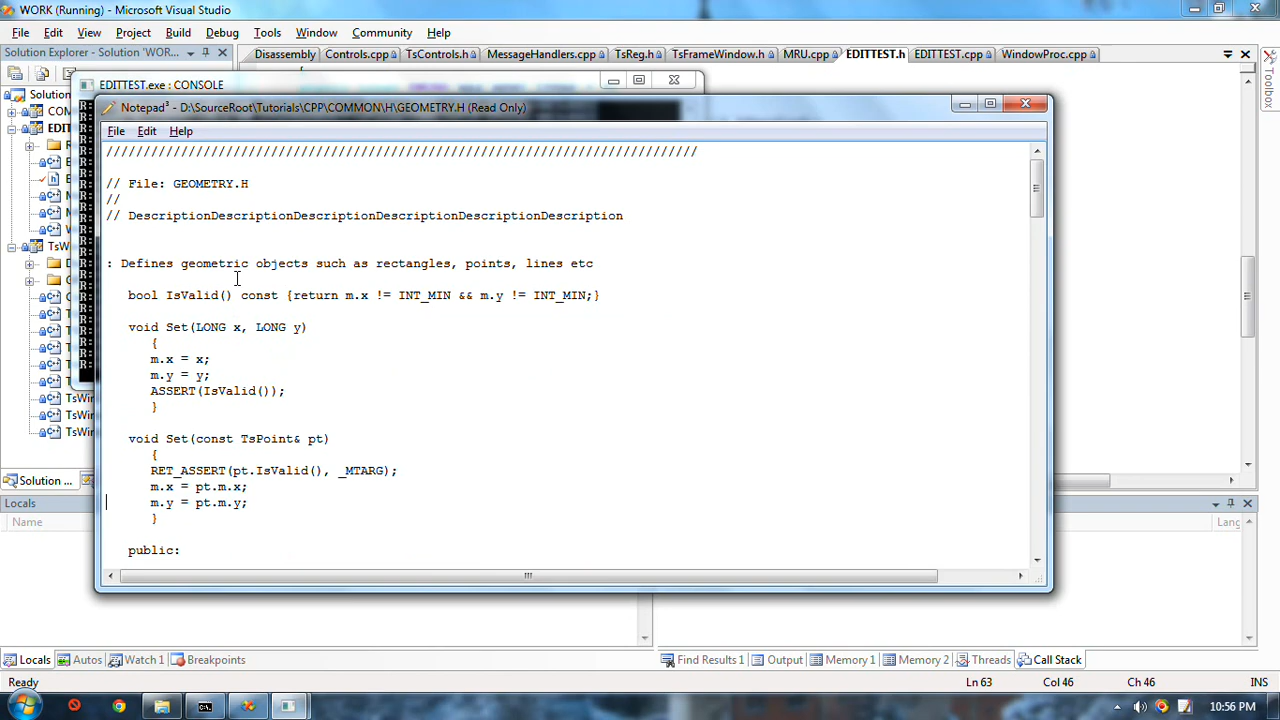 WORK (Running) - Microsoft Visual Studio
File Edit View Project Build Debug Tools Window Community Help
Solution Explorer - Solution 'WOR...
Disassembly Controls.cpp TsControls.h MessageHandlers.cpp TsReg.h TsFrameWindow.h MRU.cpp EDITTEST.h EDITTEST.cpp WindowProc.cpp
Toolbox
EDITTEST.exe : CONSOLE
Notepad³ - D:\SourceRoot\Tutorials\CPP\COMMON\H\GEOMETRY.H (Read Only)
File Edit Help
///////////////////////////////////////////////////////////////////////////////
// File: GEOMETRY.H
//
// DescriptionDescriptionDescriptionDescriptionDescriptionDescription
: Defines geometric objects such as rectangles, points, lines etc
bool IsValid() const {return m.x != INT_MIN && m.y != INT_MIN;}
void Set(LONG x, LONG y)
{
m.x = x;
m.y = y;
ASSERT(IsValid());
}
void Set(const TsPoint& pt)
{
RET_ASSERT(pt.IsValid(), _MTARG);
m.x = pt.m.x;
m.y = pt.m.y;
}
public:
Solution ...
Locals
Name
Lang
Locals Autos Watch 1 Breakpoints
Find Results 1 Output Memory 1 Memory 2 Threads Call Stack
Ready Ln 63 Col 46 Ch 46 INS
10:56 PM